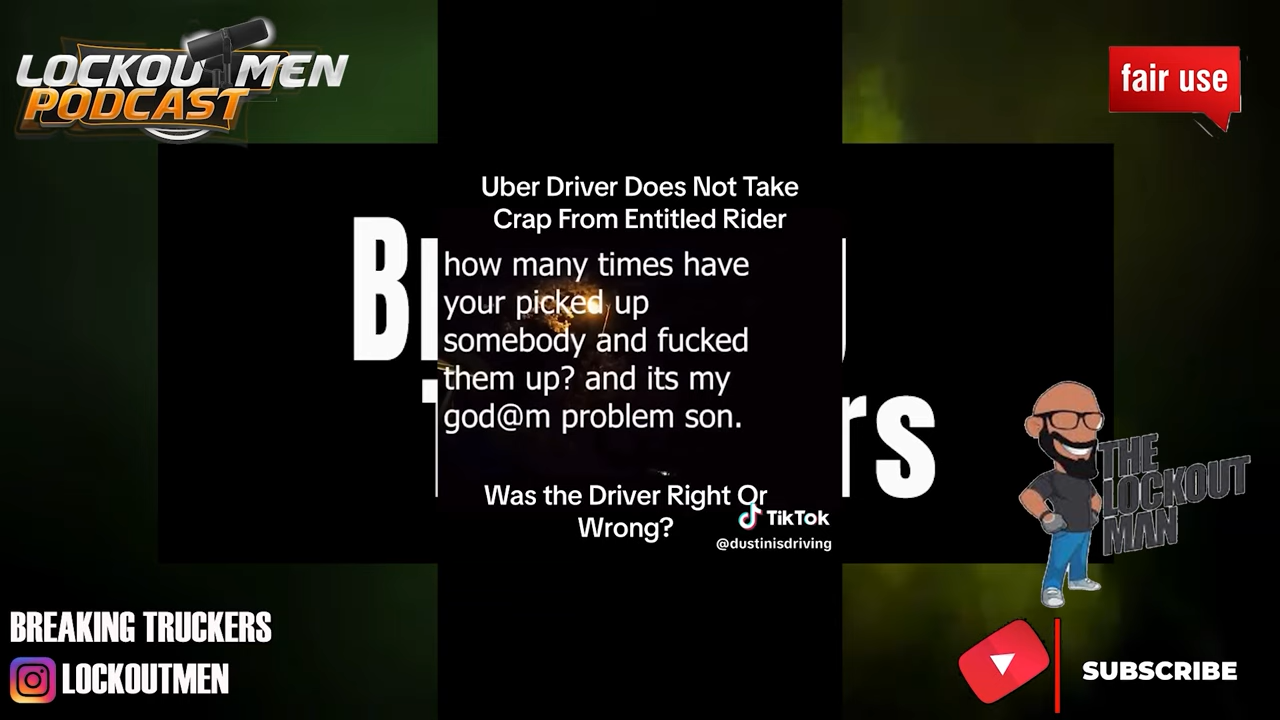 LOCKOUTMEN
PODCAST
fair use
Uber Driver Does Not Take
Crap From Entitled Rider
how many times have
your picked up
somebody and fucked
them up? and its my
god@m problem son.
Was the Driver Right Or
Wrong?
TikTok
@dustinisdriving
rs
THE
LOCKOUT
MAN
BREAKING TRUCKERS
LOCKOUTMEN
SUBSCRIBE